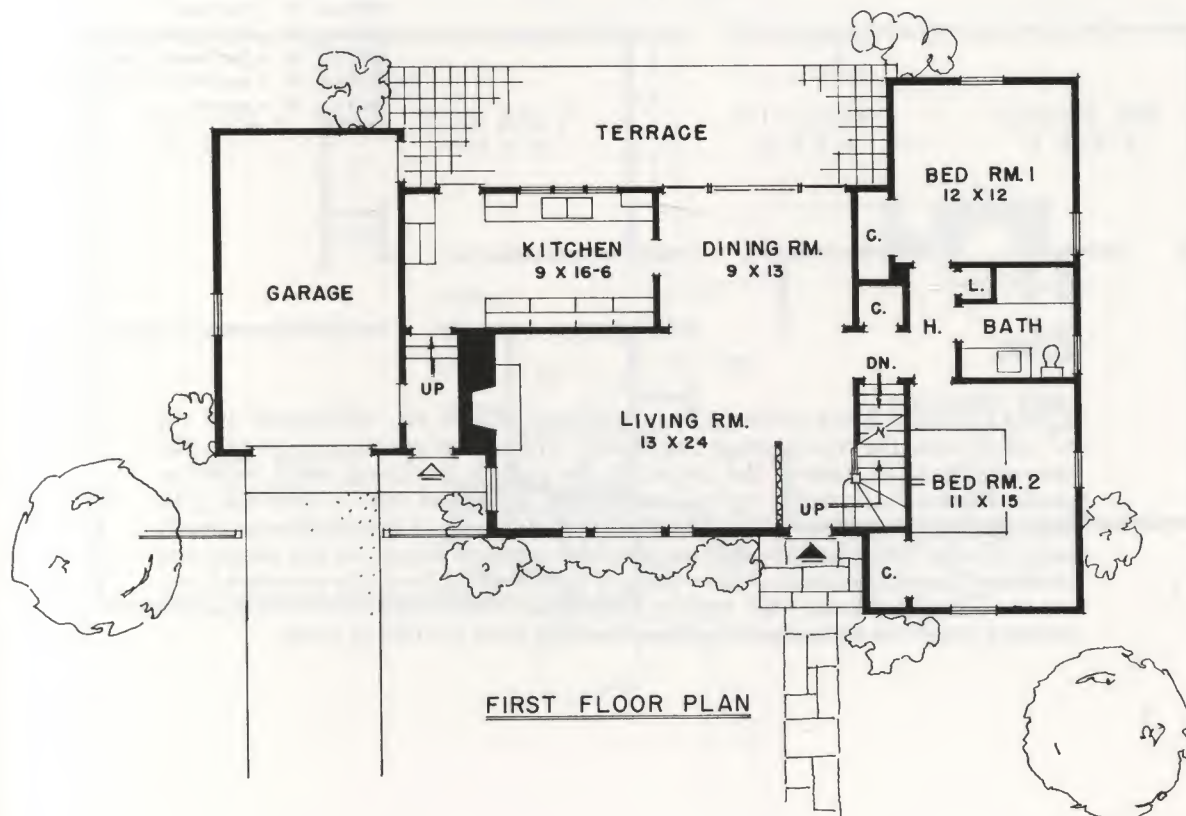 TERRACE
BED RM. 1
12 X 12
KITCHEN
9 X 16-6
DINING RM.
9 X 13
C.
GARAGE
C.
L.
H.
BATH
UP
DN.
LIVING RM.
13 X 24
BED RM. 2
11 X 15
UP
C.
FIRST FLOOR PLAN